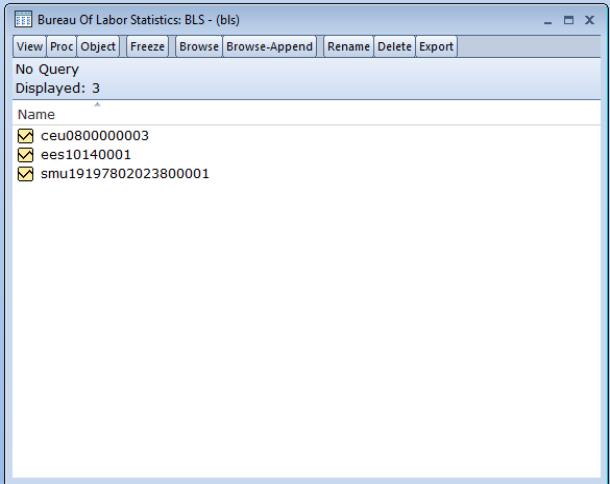 Bureau Of Labor Statistics: BLS - (bls)
View Proc Object Freeze Browse Browse-Append Rename Delete Export
No Query
Displayed: 3
Name
ceu0800000003
ees10140001
smu19197802023800001